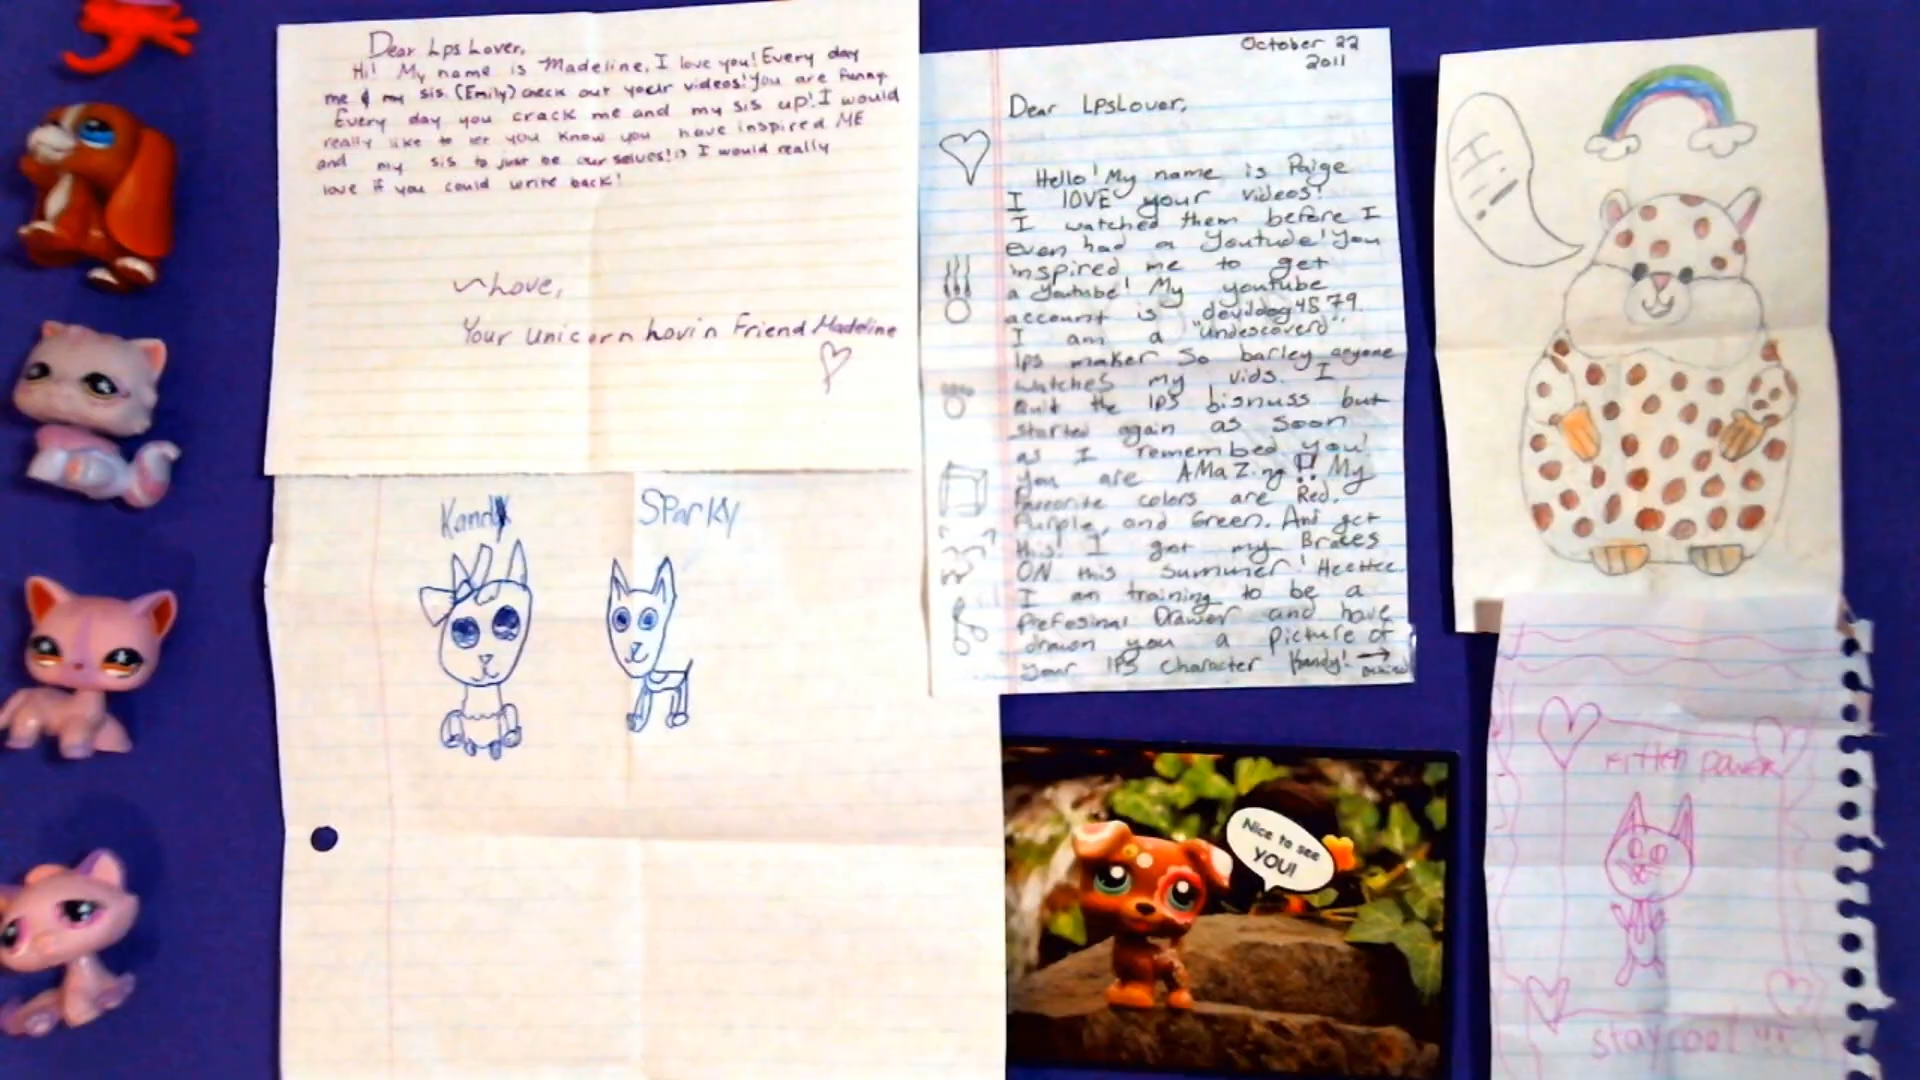 Dear Lps Lover,
Hi! My name is Madeline, I love you! Every day
me & my sis (Emily) check out your videos! You are funny.
Every day you crack me and my sis up! I would
really like to let you know you have inspired ME
and my sis to just be our selves! :) I would really
love if you could write back!
~Love,
Your Unicorn Lovin Friend Madeline
Kandy
SParKy
October 22
2011
Dear LPsLover,
Hello! My name is Paige
I lOVE your videos!
I watched them before I
even had a Youtude! You
inspired me to get
a Youtube! My youtube
account is devildog4579.
I am a "undescoverd"
lps maker So barley anyone
watches my vids. I
Quit the lPS bisnuss but
started again as soon
as I remembed you!
you are AMaZing!! My
favorite colors are Red,
Purple, and Green. And get
this! I got my Braces
ON this summer!
I am training to be a
Prefesinal Drawer and have
drawn you a picture of
your lPS character Kandy! →
Hi!
Nice to see
YOU!
Kitten
stay cool !!!